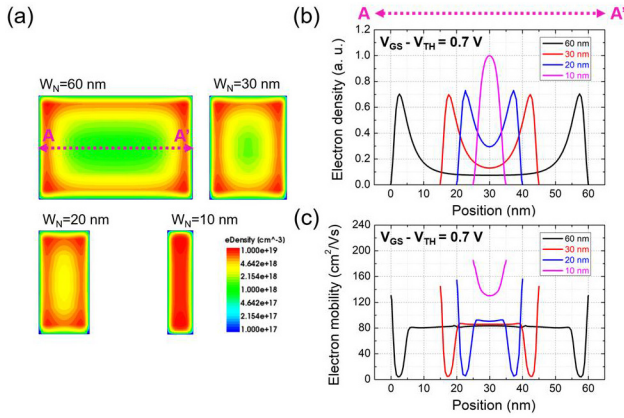 (a)
W_N=60 nm
W_N=30 nm
A
A'
W_N=20 nm
W_N=10 nm
eDensity (cm^-3)
1.000e+19
4.642e+18
2.154e+18
1.000e+18
4.642e+17
2.154e+17
1.000e+17
(b)
A
A'
V_GS - V_TH = 0.7 V
60 nm
30 nm
20 nm
10 nm
Electron density (a. u.)
1.2
1.0
0.8
0.6
0.4
0.2
0.0
0 10 20 30 40 50 60
Position (nm)
(c)
V_GS - V_TH = 0.7 V
60 nm
30 nm
20 nm
10 nm
Electron mobility (cm²/Vs)
240
200
160
120
80
40
0
0 10 20 30 40 50 60
Position (nm)